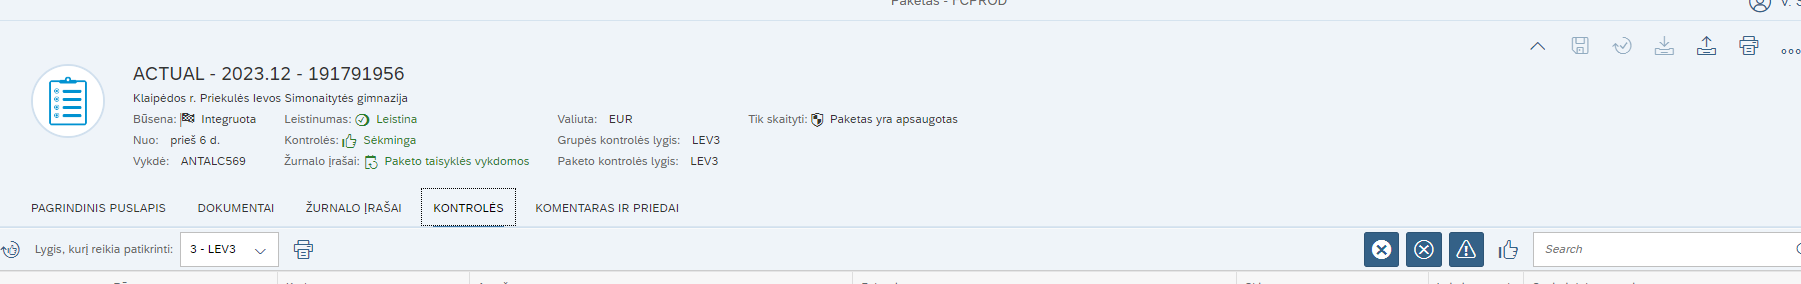 Paketas - FCPROD
ACTUAL - 2023.12 - 191791956
Klaipėdos r. Priekulės Ievos Simonaitytės gimnazija
Būsena: Integruota Leistinumas: Leistina Valiuta: EUR Tik skaityti: Paketas yra apsaugotas
Nuo: prieš 6 d. Kontrolės: Sėkminga Grupės kontrolės lygis: LEV3
Vykdė: ANTALC569 Žurnalo įrašai: Paketo taisyklės vykdomos Paketo kontrolės lygis: LEV3
PAGRINDINIS PUSLAPIS DOKUMENTAI ŽURNALO ĮRAŠAI KONTROLĖS KOMENTARAS IR PRIEDAI
Lygis, kurį reikia patikrinti: 3 - LEV3 Search